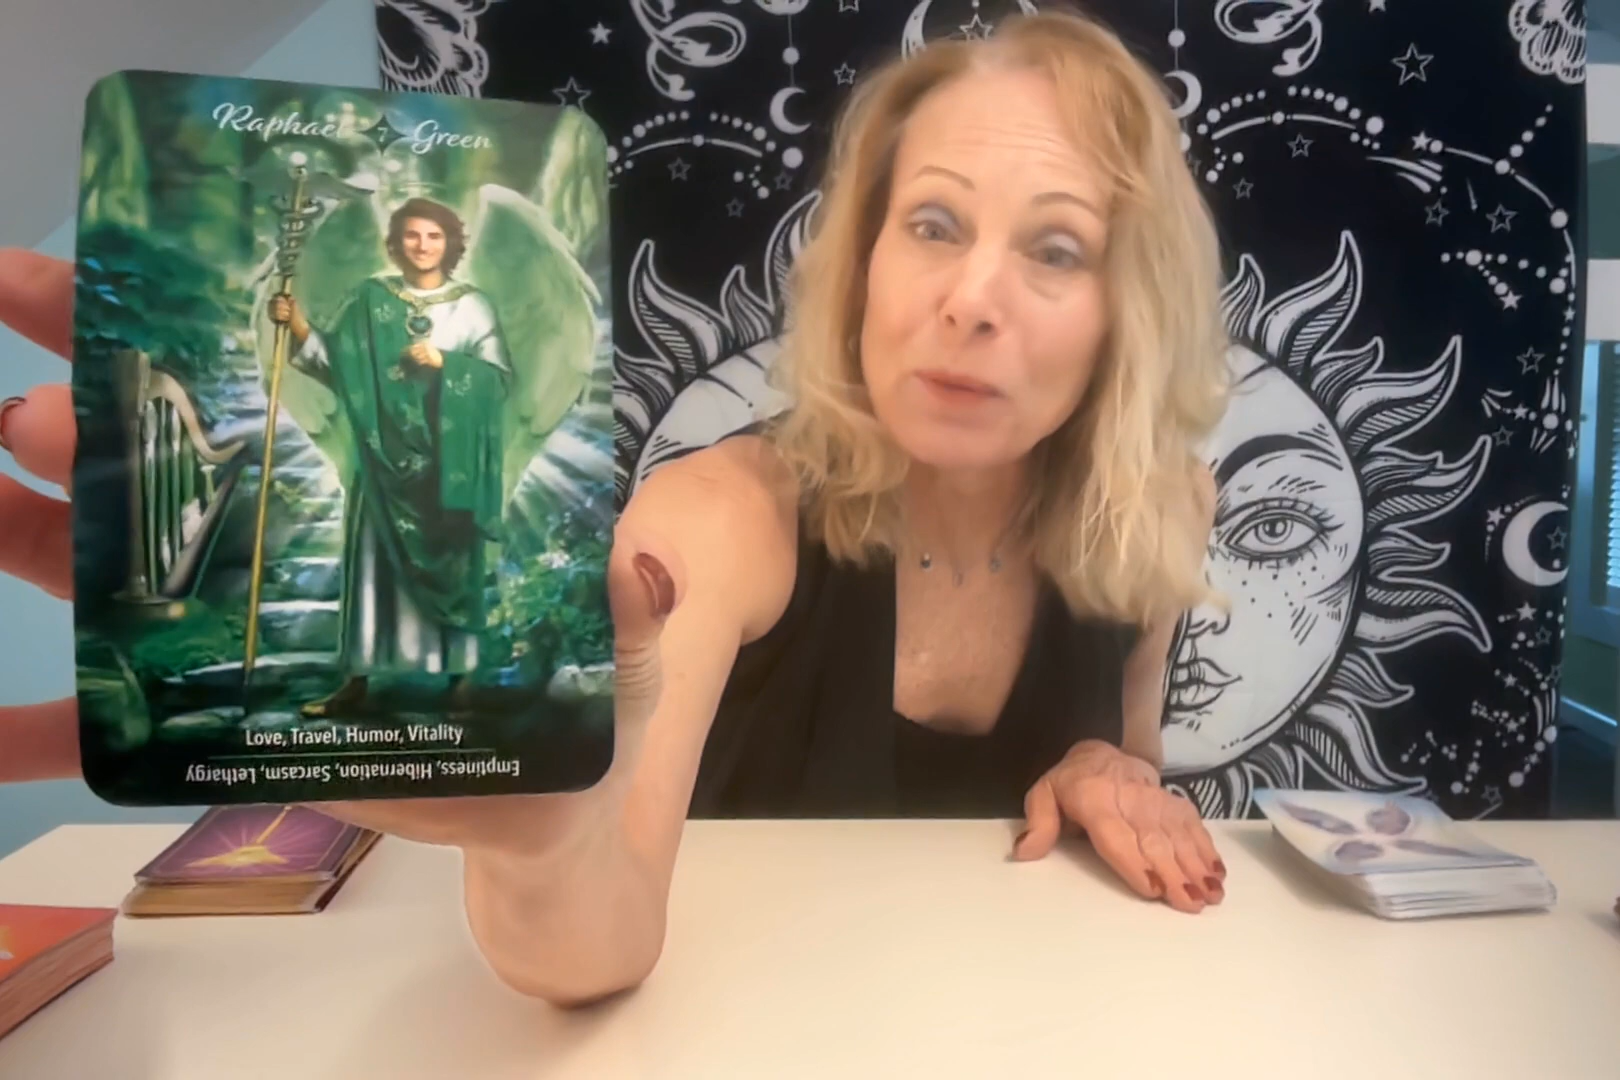 Raphael 7 Green
Love, Travel, Humor, Vitality
Emptiness, Hibernation, Sarcasm, Lethargy